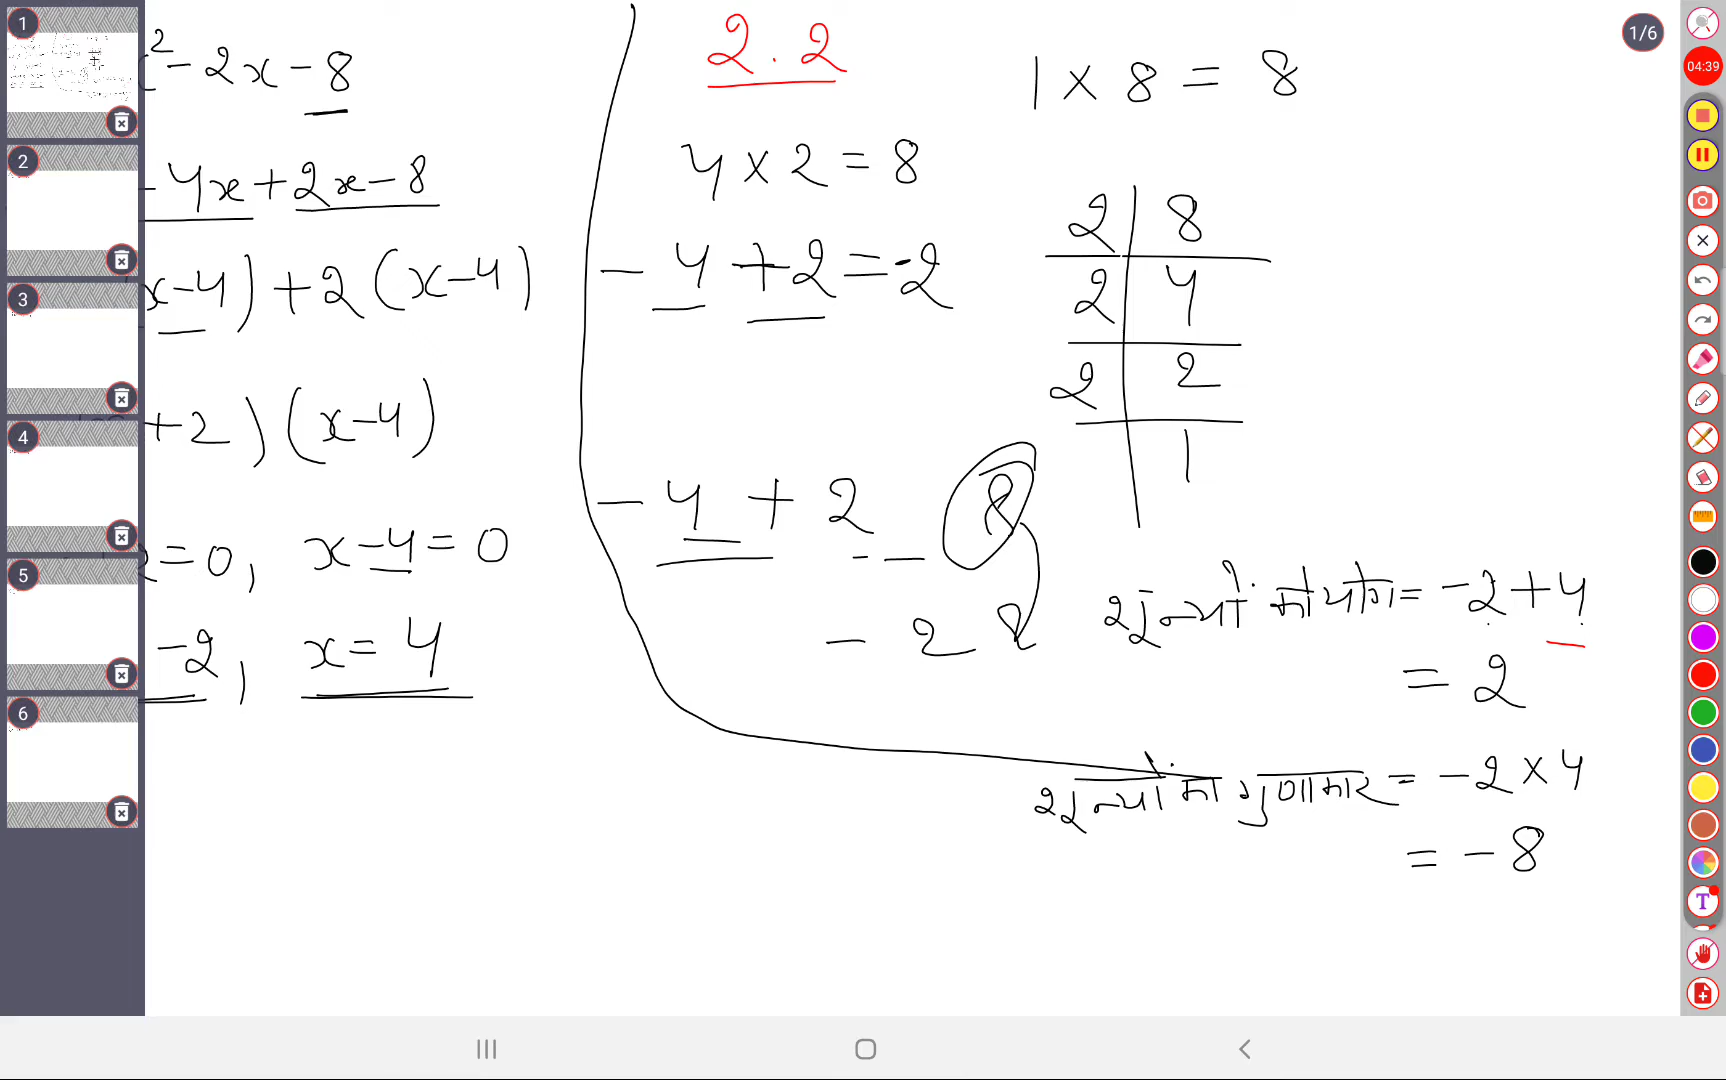 1
2
3
4
5
6
² - 2x - 8
- 4x + 2x - 8
x - 4) + 2 (x - 4)
+ 2) (x - 4)
2 = 0, x - 4 = 0
- 2, x = 4
2.2
4 × 2 = 8
- 4 + 2 = -2
- 4 + 2 - 8
= -
- 2 8
1 × 8 = 8
2 | 8
2 | 4
2 | 2
1
शून्यों का योग = -2 + 4
= 2
शून्यों का गुणनफल = -2 × 4
= - 8
1/6
04:39
T